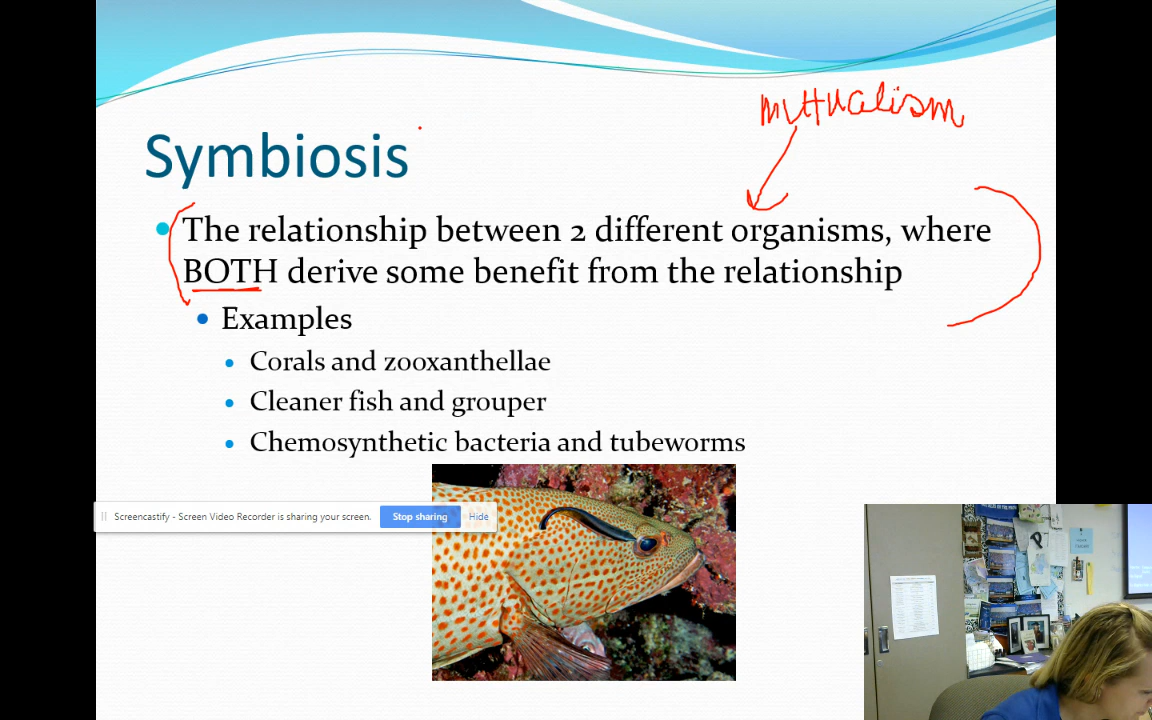 mutualism
Symbiosis
The relationship between 2 different organisms, where
BOTH derive some benefit from the relationship
Examples
Corals and zooxanthellae
Cleaner fish and grouper
Chemosynthetic bacteria and tubeworms
Screencastify - Screen Video Recorder is sharing your screen. Stop sharing Hide